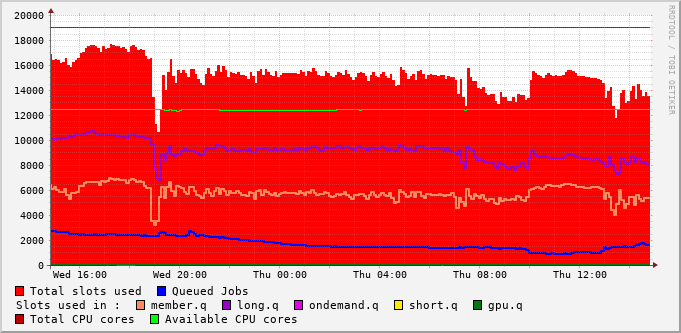 20000
18000
16000
14000
12000
10000
8000
6000
4000
2000
0
Wed 16:00 Wed 20:00 Thu 00:00 Thu 04:00 Thu 08:00 Thu 12:00
Total slots used Queued Jobs
Slots used in : member.q long.q ondemand.q short.q gpu.q
Total CPU cores Available CPU cores
RRDTOOL / TOBI OETIKER